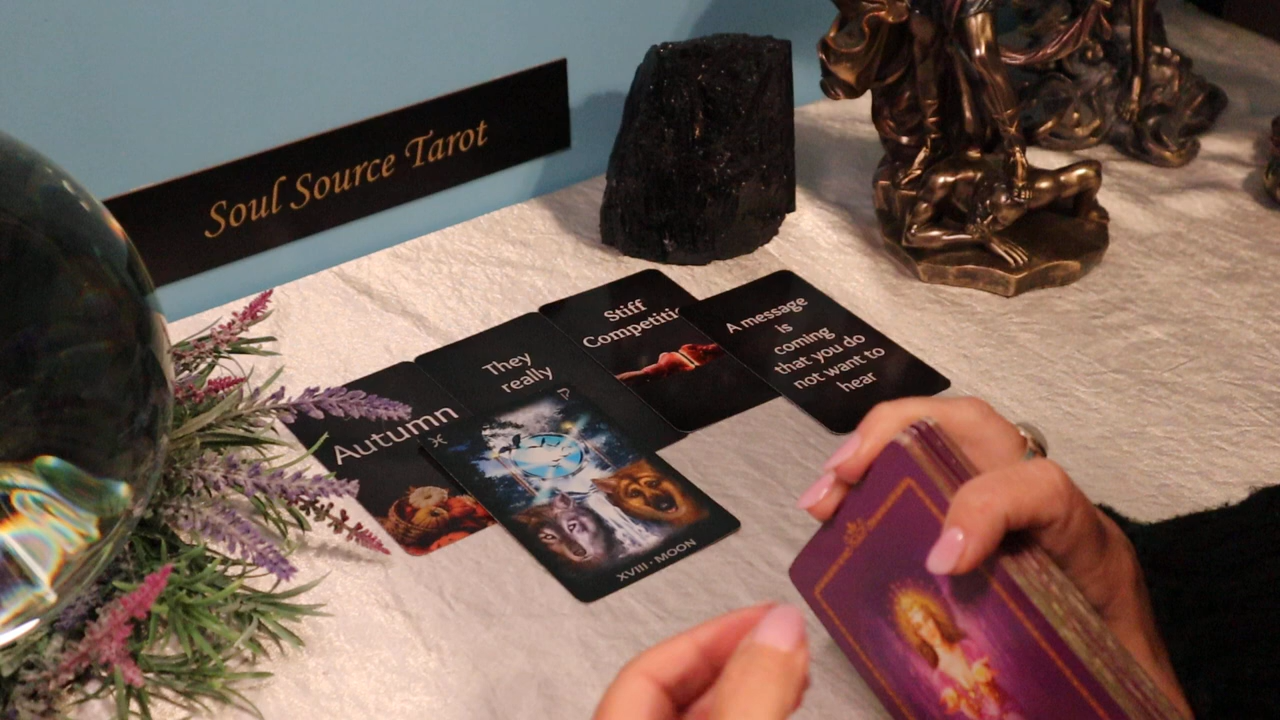 Soul Source Tarot
Autumn
They
really
Stiff
A message
is
coming
that you do
not want to
hear
XVIII · MOON